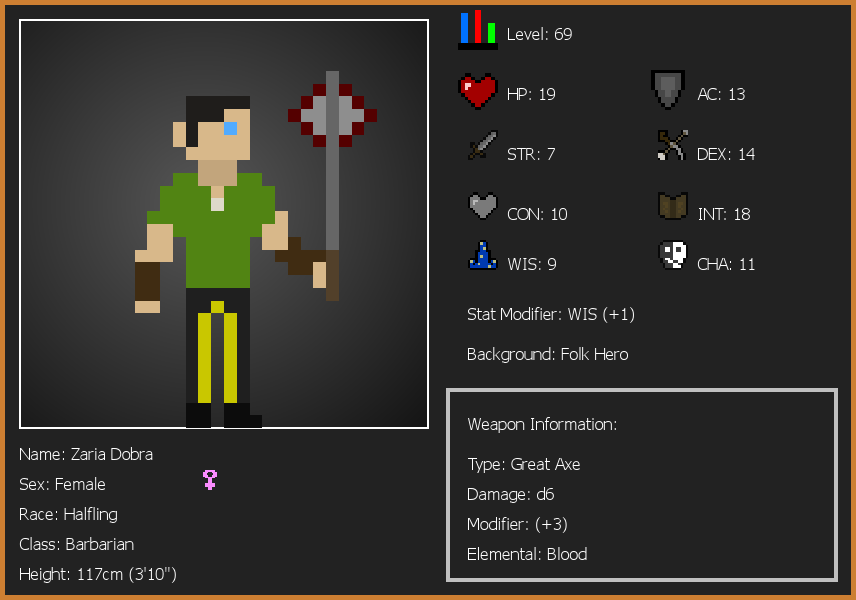 Level: 69
HP: 19
AC: 13
STR: 7
DEX: 14
CON: 10
INT: 18
WIS: 9
CHA: 11
Stat Modifier: WIS (+1)
Background: Folk Hero
Weapon Information:
Type: Great Axe
Damage: d6
Modifier: (+3)
Elemental: Blood
Name: Zaria Dobra
Sex: Female
Race: Halfling
Class: Barbarian
Height: 117cm (3'10")